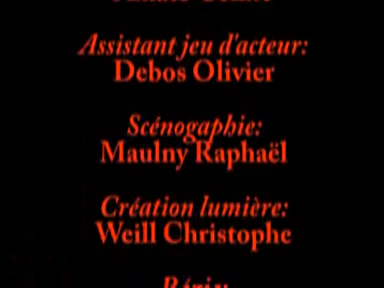 Assistant jeu d'acteur:
Debos Olivier
Scénogaphie:
Maulny Raphaël
Création lumière:
Weill Christophe